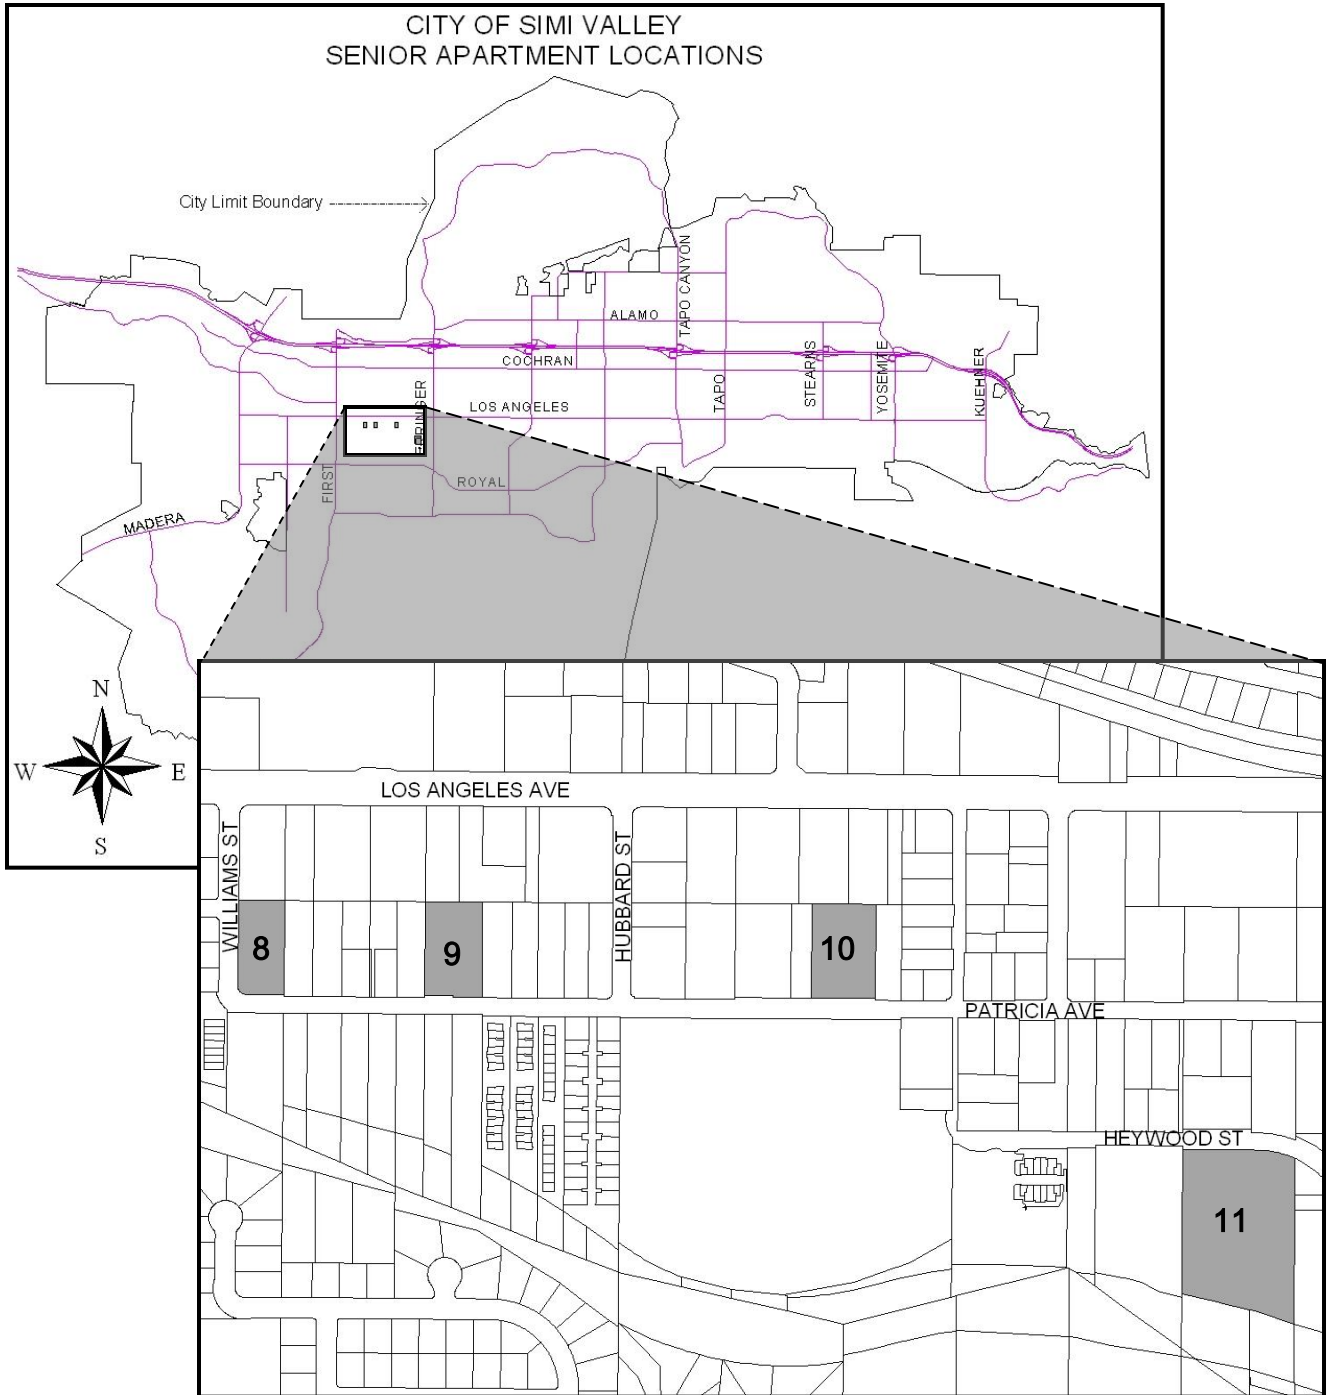 CITY OF SIMI VALLEY
SENIOR APARTMENT LOCATIONS
City Limit Boundary
TAPO CANYON
ALAMO
COCHRAN
STEARNS
YOSEMITE
KUEHNER
TAPO
LOS ANGELES
FIRST
ROYAL
MADERA
N
W E
S
LOS ANGELES AVE
WILLIAMS ST
HUBBARD ST
8
9
10
PATRICIA AVE
HEYWOOD ST
11